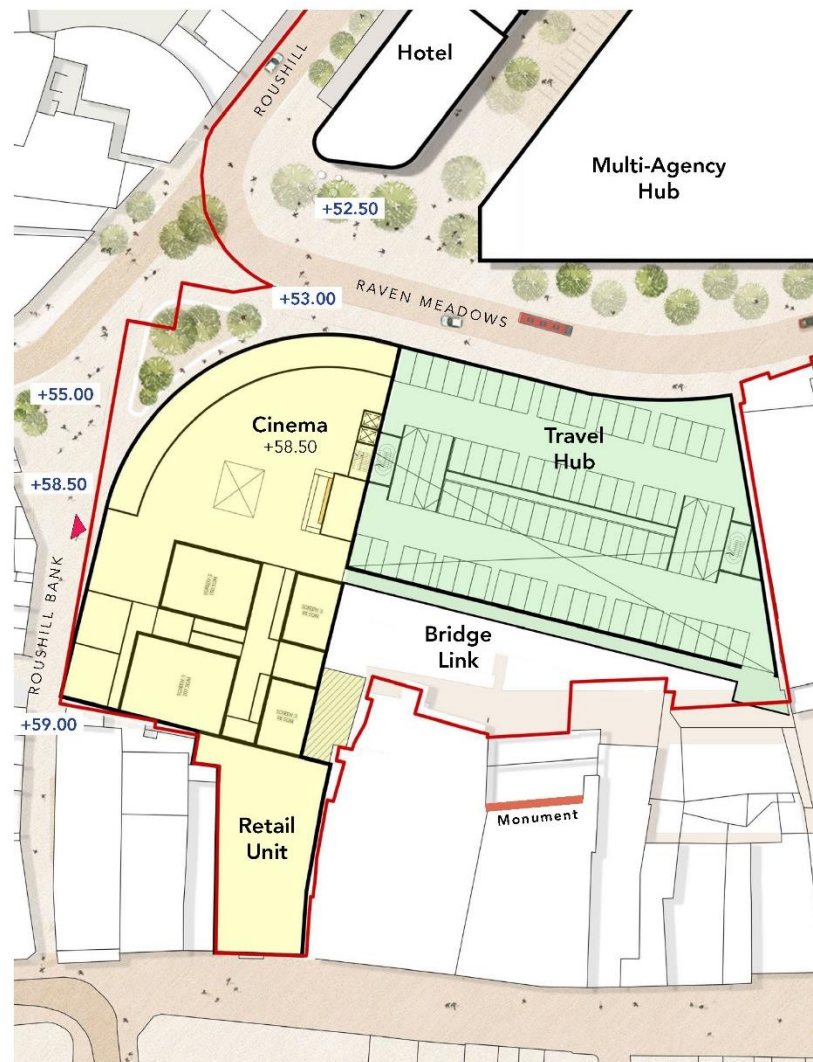 Hotel
ROUSHILL
Multi-Agency
Hub
+52.50
RAVEN MEADOWS
+53.00
+55.00
Cinema
+58.50
Travel
Hub
+58.50
ROUSHILL BANK
Bridge
Link
+59.00
Monument
Retail
Unit